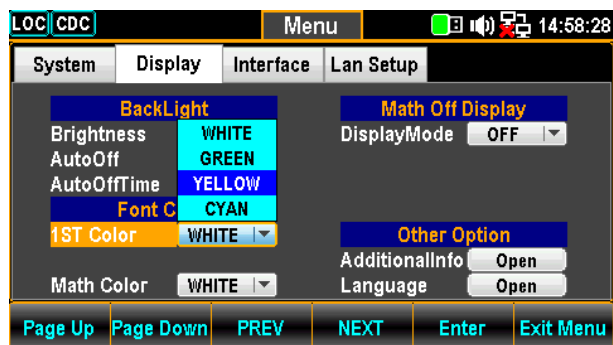 LOC CDC Menu 14:58:28
System Display Interface Lan Setup
BackLight
Brightness
AutoOff
AutoOffTime
WHITE
GREEN
YELLOW
CYAN
Font C
1ST Color WHITE
Math Color WHITE
Math Off Display
DisplayMode OFF
Other Option
AdditionalInfo Open
Language Open
Page Up Page Down PREV NEXT Enter Exit Menu